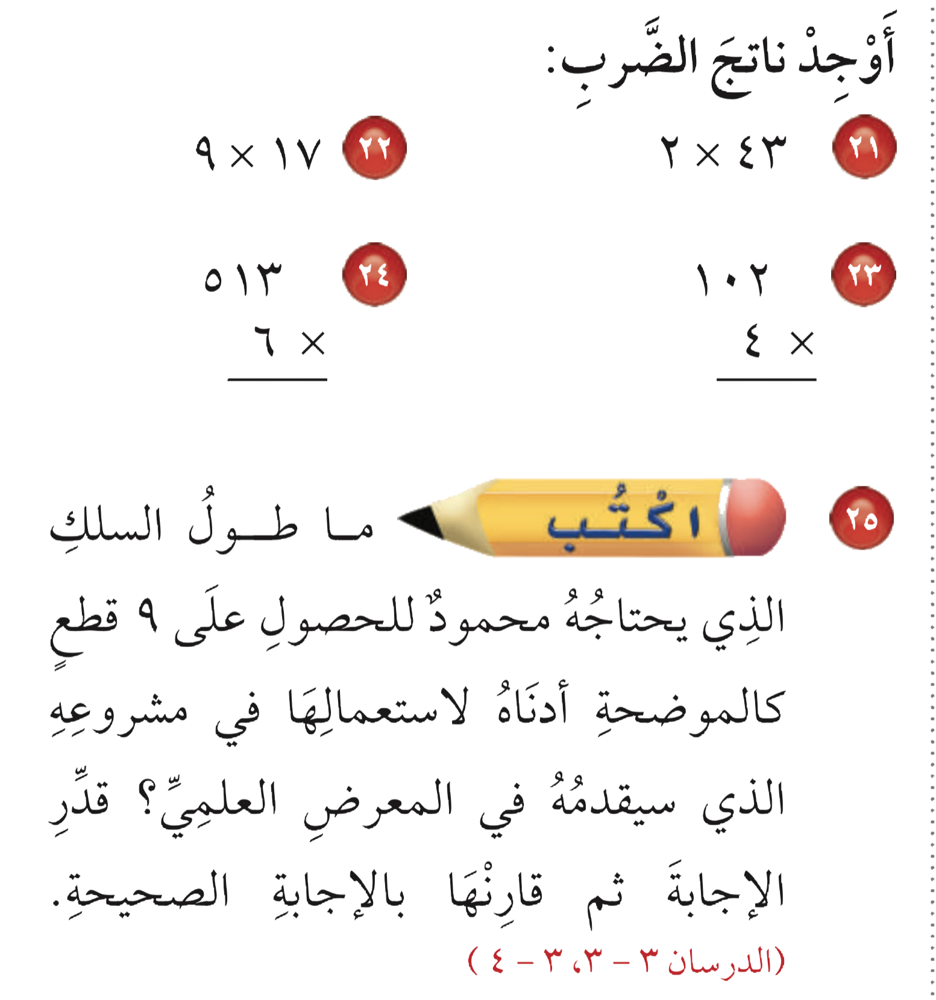 أَوْجِدْ ناتجَ الضَّربِ:
٢١ ٤٣ × ٢
٢٢ ١٧ × ٩
٢٣ ١٠٢
× ٤
٢٤ ٥١٣
× ٦
٢٥ اكْتُب مـا طـولُ السلكِ
الذِي يحتاجُهُ محمودٌ للحصولِ علَى ٩ قطعٍ
كالموضحةِ أدنَاهُ لاستعمالِهَا في مشروعِهِ
الذي سيقدمُهُ في المعرضِ العلمِيِّ؟ قدِّرِ
الإجابةَ ثم قارِنْهَا بالإجابةِ الصحيحةِ.
(الدرسان ٣ – ٣، ٣ – ٤ )